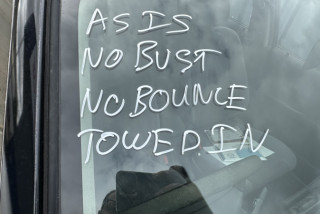 AS IS
NO BUST
NO BOUNCE
TOWED.IN